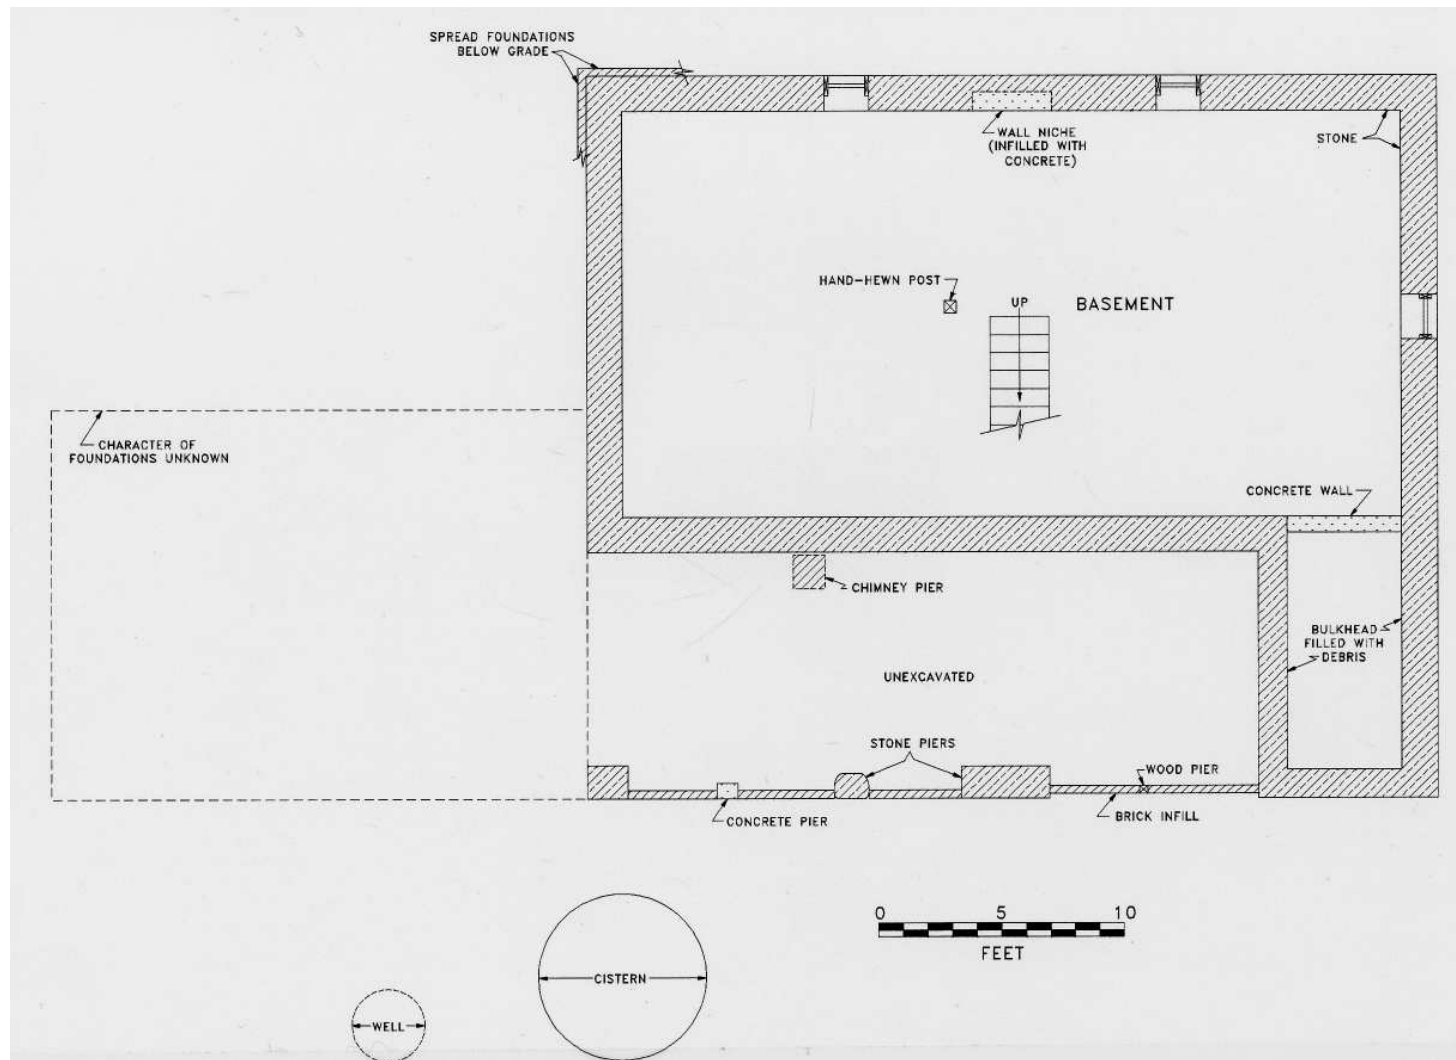 SPREAD FOUNDATIONS
BELOW GRADE
WALL NICHE
(INFILLED WITH
CONCRETE)
STONE
HAND-HEWN POST
UP
BASEMENT
CHARACTER OF
FOUNDATIONS UNKNOWN
CONCRETE WALL
CHIMNEY PIER
BULKHEAD
FILLED WITH
DEBRIS
UNEXCAVATED
STONE PIERS
WOOD PIER
CONCRETE PIER
BRICK INFILL
0 5 10
FEET
CISTERN
WELL